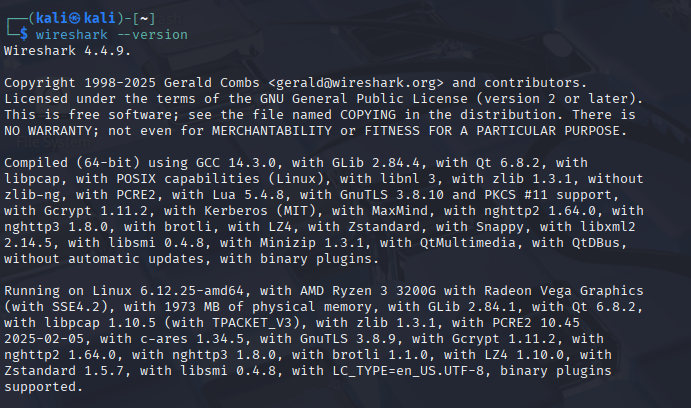 ┌──(kali㉿kali)-[~]
└─$ wireshark --version
Wireshark 4.4.9.

Copyright 1998-2025 Gerald Combs <gerald@wireshark.org> and contributors.
Licensed under the terms of the GNU General Public License (version 2 or later).
This is free software; see the file named COPYING in the distribution. There is
NO WARRANTY; not even for MERCHANTABILITY or FITNESS FOR A PARTICULAR PURPOSE.

Compiled (64-bit) using GCC 14.3.0, with GLib 2.84.4, with Qt 6.8.2, with
libpcap, with POSIX capabilities (Linux), with libnl 3, with zlib 1.3.1, without
zlib-ng, with PCRE2, with Lua 5.4.8, with GnuTLS 3.8.10 and PKCS #11 support,
with Gcrypt 1.11.2, with Kerberos (MIT), with MaxMind, with nghttp2 1.64.0, with
nghttp3 1.8.0, with brotli, with LZ4, with Zstandard, with Snappy, with libxml2
2.14.5, with libsmi 0.4.8, with Minizip 1.3.1, with QtMultimedia, with QtDBus,
without automatic updates, with binary plugins.

Running on Linux 6.12.25-amd64, with AMD Ryzen 3 3200G with Radeon Vega Graphics
(with SSE4.2), with 1973 MB of physical memory, with GLib 2.84.1, with Qt 6.8.2,
with libpcap 1.10.5 (with TPACKET_V3), with zlib 1.3.1, with PCRE2 10.45
2025-02-05, with c-ares 1.34.5, with GnuTLS 3.8.9, with Gcrypt 1.11.2, with
nghttp2 1.64.0, with nghttp3 1.8.0, with brotli 1.1.0, with LZ4 1.10.0, with
Zstandard 1.5.7, with libsmi 0.4.8, with LC_TYPE=en_US.UTF-8, binary plugins
supported.